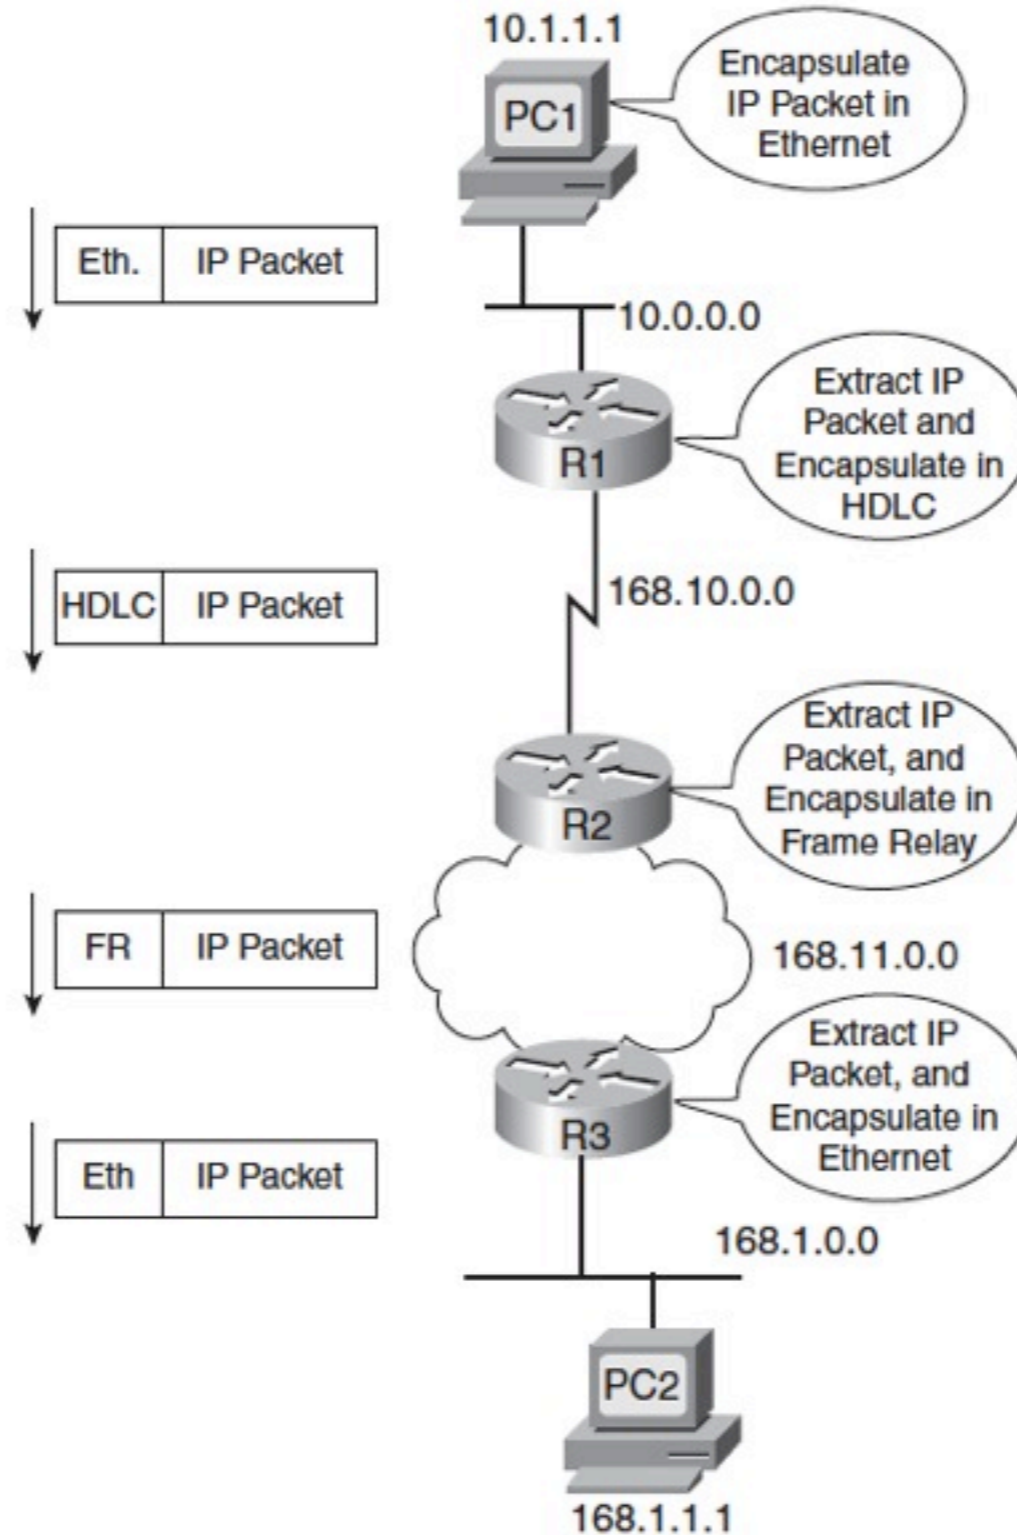 10.1.1.1
PC1
Encapsulate
IP Packet in
Ethernet
Eth.
IP Packet
10.0.0.0
R1
Extract IP
Packet and
Encapsulate in
HDLC
HDLC
IP Packet
168.10.0.0
R2
Extract IP
Packet, and
Encapsulate in
Frame Relay
FR
IP Packet
168.11.0.0
R3
Extract IP
Packet, and
Encapsulate in
Ethernet
Eth
IP Packet
168.1.0.0
PC2
168.1.1.1